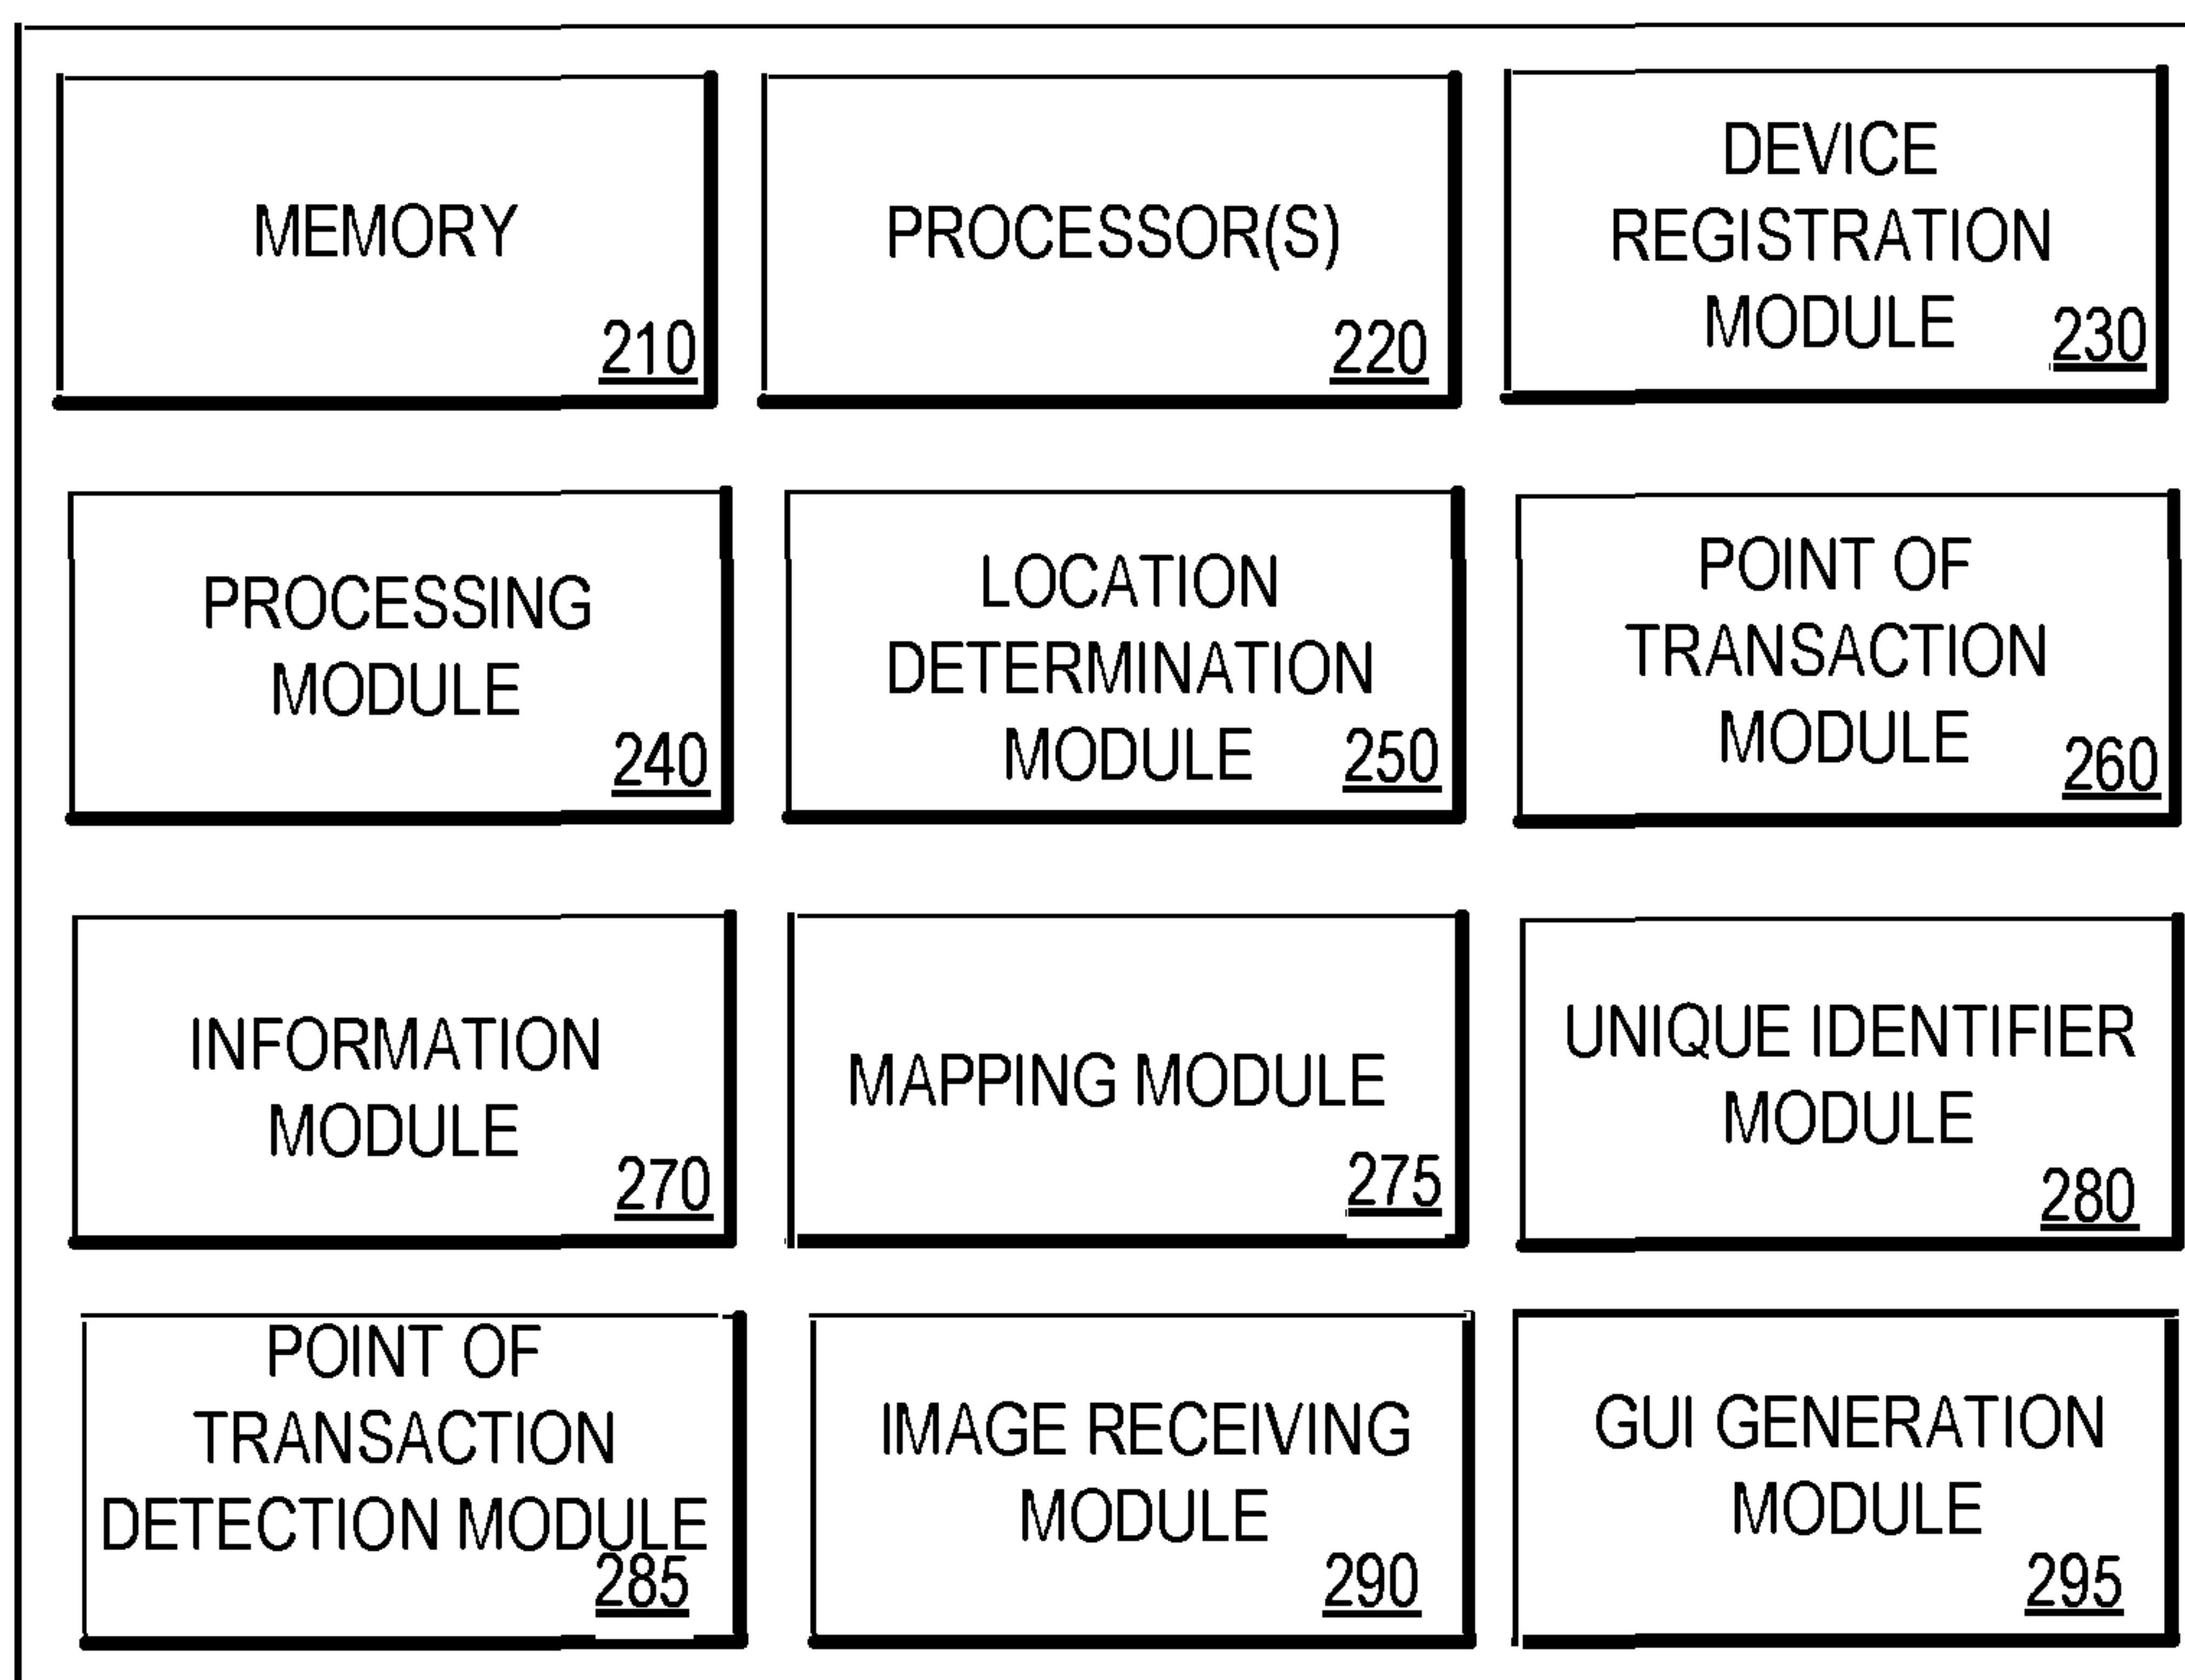 MEMORY
210
PROCESSOR(S)
220
DEVICE
REGISTRATION
MODULE
230
PROCESSING
MODULE
240
LOCATION
DETERMINATION
MODULE
250
POINT OF
TRANSACTION
MODULE
260
INFORMATION
MODULE
270
MAPPING MODULE
275
UNIQUE IDENTIFIER
MODULE
280
POINT OF
TRANSACTION
DETECTION MODULE
285
IMAGE RECEIVING
MODULE
290
GUI GENERATION
MODULE
295